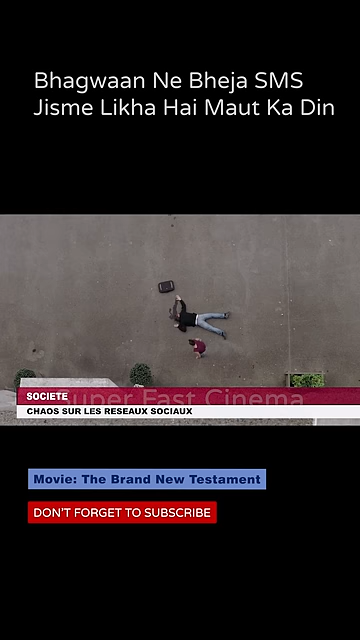 Bhagwaan Ne Bheja SMS
Jisme Likha Hai Maut Ka Din
SOCIETE
Super Fast Cinema
CHAOS SUR LES RESEAUX SOCIAUX
Movie: The Brand New Testament
DON'T FORGET TO SUBSCRIBE